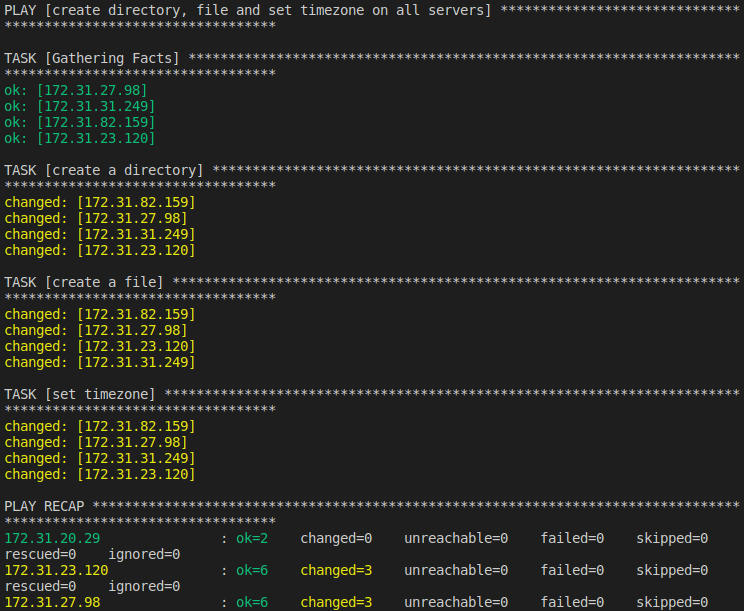 PLAY [create directory, file and set timezone on all servers] ******************************
**********************************
TASK [Gathering Facts] *********************************************************************
**********************************
ok: [172.31.27.98]
ok: [172.31.31.249]
ok: [172.31.82.159]
ok: [172.31.23.120]
TASK [create a directory] ******************************************************************
**********************************
changed: [172.31.82.159]
changed: [172.31.27.98]
changed: [172.31.31.249]
changed: [172.31.23.120]
TASK [create a file] ***********************************************************************
**********************************
changed: [172.31.82.159]
changed: [172.31.27.98]
changed: [172.31.23.120]
changed: [172.31.31.249]
TASK [set timezone] ************************************************************************
**********************************
changed: [172.31.82.159]
changed: [172.31.27.98]
changed: [172.31.31.249]
changed: [172.31.23.120]
PLAY RECAP *********************************************************************************
**********************************
172.31.20.29               : ok=2    changed=0    unreachable=0    failed=0    skipped=0
rescued=0    ignored=0
172.31.23.120              : ok=6    changed=3    unreachable=0    failed=0    skipped=0
rescued=0    ignored=0
172.31.27.98               : ok=6    changed=3    unreachable=0    failed=0    skipped=0